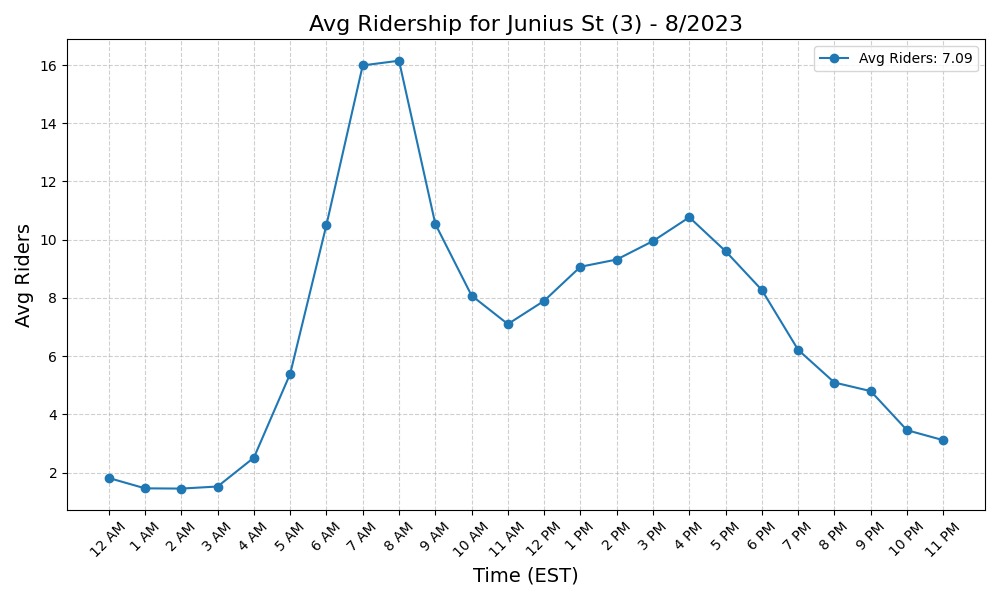 Avg Ridership for Junius St (3) - 8/2023
Avg Riders: 7.09
Avg Riders
16
14
12
10
8
6
4
2
12 AM
1 AM
2 AM
3 AM
4 AM
5 AM
6 AM
7 AM
8 AM
9 AM
10 AM
11 AM
12 PM
1 PM
2 PM
3 PM
4 PM
5 PM
6 PM
7 PM
8 PM
9 PM
10 PM
11 PM
Time (EST)